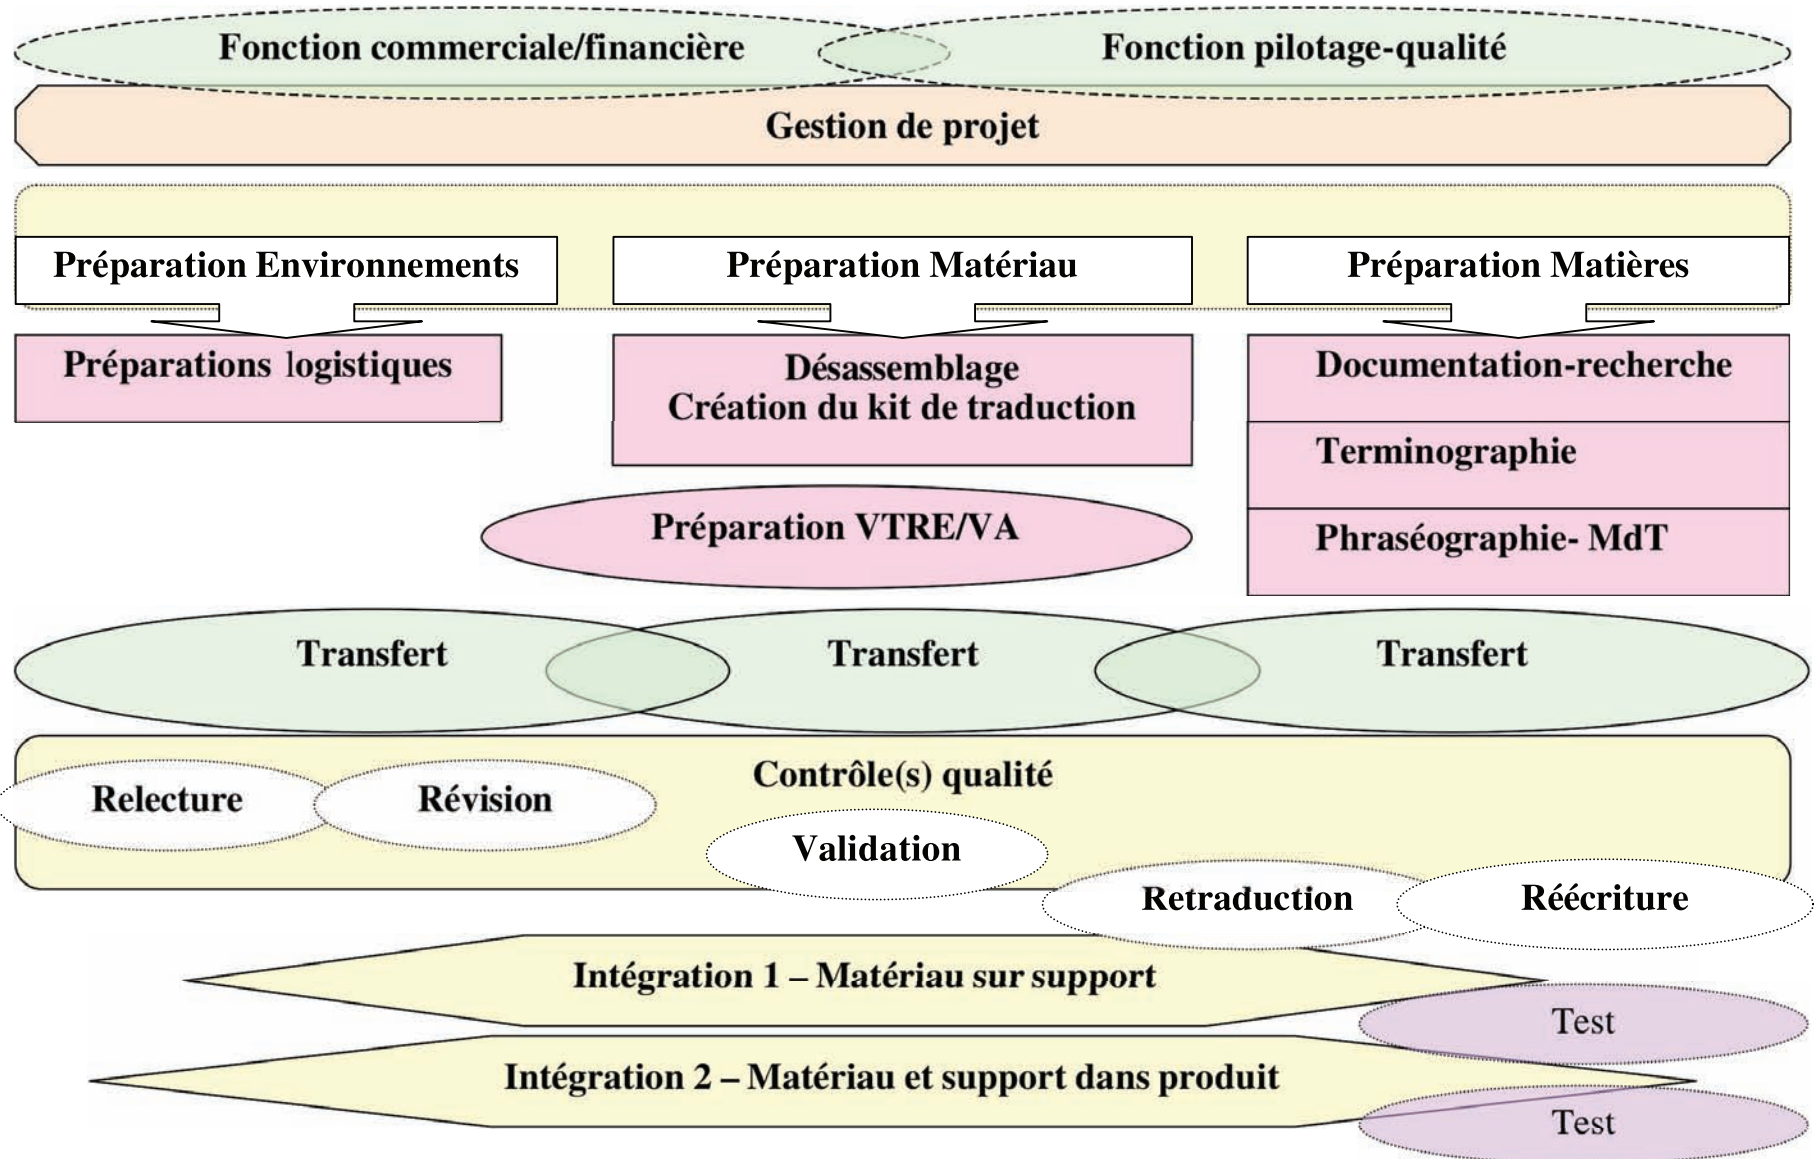 Fonction commerciale/financière
Fonction pilotage-qualité
Gestion de projet
Préparation Environnements
Préparation Matériau
Préparation Matières
Préparations logistiques
Désassemblage
Création du kit de traduction
Documentation-recherche
Terminographie
Phraséographie- MdT
Préparation VTRE/VA
Transfert
Transfert
Transfert
Contrôle(s) qualité
Relecture
Révision
Validation
Retraduction
Réécriture
Intégration 1 – Matériau sur support
Test
Intégration 2 – Matériau et support dans produit
Test